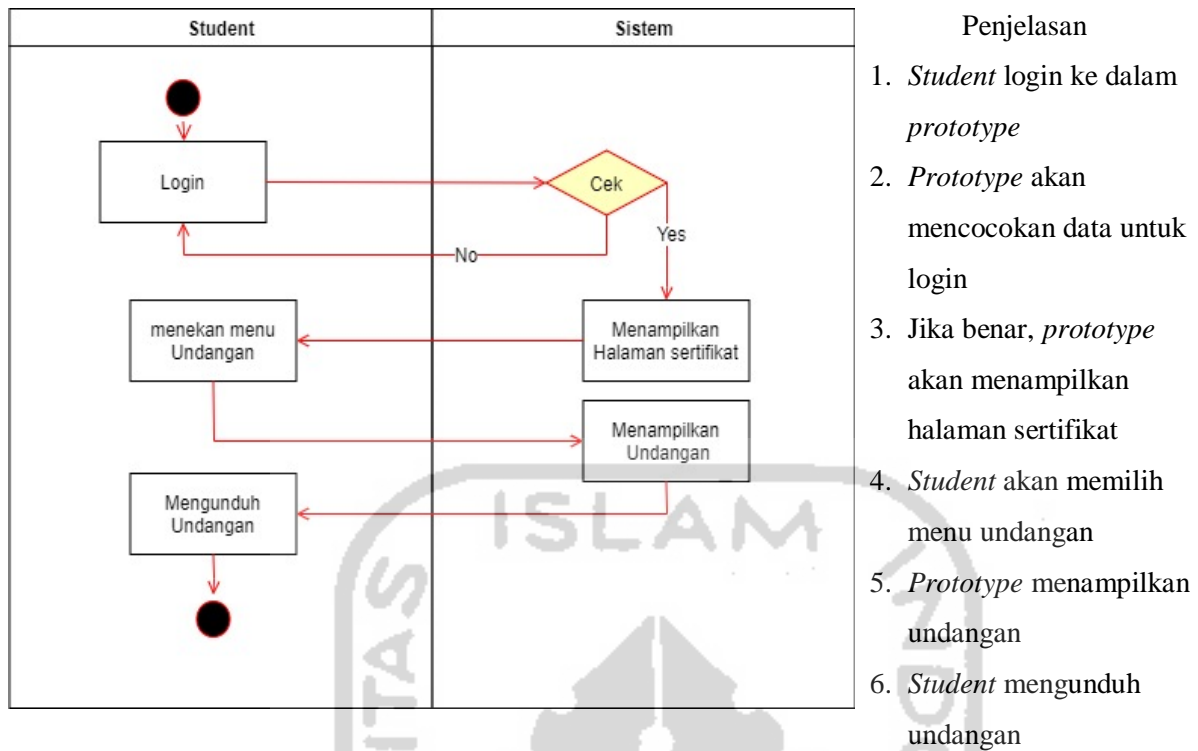 Student
Sistem
Login
Cek
Yes
No
menekan menu
Undangan
Menampilkan
Halaman sertifikat
Menampilkan
Undangan
Mengunduh
Undangan
Penjelasan
1. Student login ke dalam
prototype
2. Prototype akan
mencocokan data untuk
login
3. Jika benar, prototype
akan menampilkan
halaman sertifikat
4. Student akan memilih
menu undangan
5. Prototype menampilkan
undangan
6. Student mengunduh
undangan
ISLAM